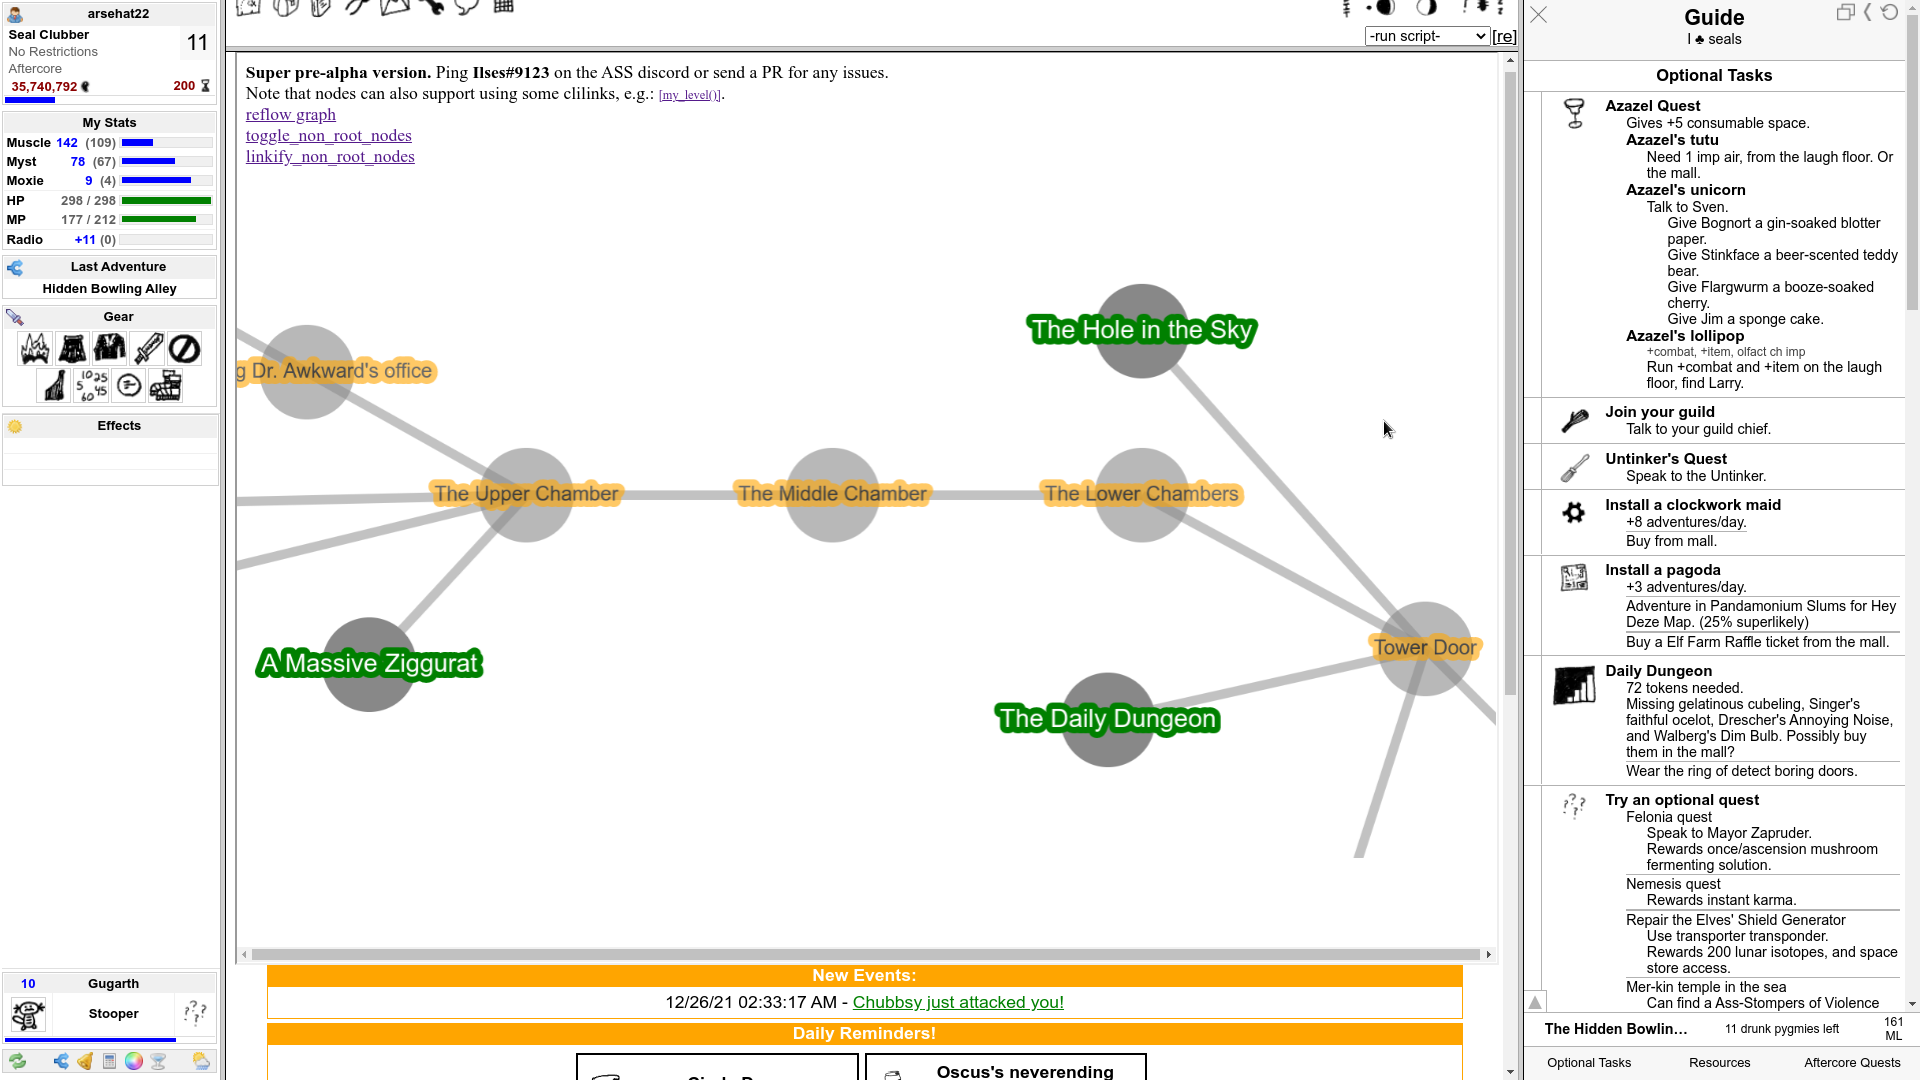 arsehat22
Seal Clubber
No Restrictions
Aftercore
11
35,740,792
200
My Stats
Muscle 142 (109)
Myst 78 (67)
Moxie 9 (4)
HP 298 / 298
MP 177 / 212
Radio +11 (0)
Last Adventure
Hidden Bowling Alley
Gear
Effects
10 Gugarth
Stooper
-run script-
[re]
Super pre-alpha version. Ping Ilses#9123 on the ASS discord or send a PR for any issues.
Note that nodes can also support using some clilinks, e.g.: [my_level()].
reflow graph
toggle_non_root_nodes
linkify_non_root_nodes
The Hole in the Sky
g Dr. Awkward's office
The Upper Chamber
The Middle Chamber
The Lower Chambers
A Massive Ziggurat
Tower Door
The Daily Dungeon
New Events:
12/26/21 02:33:17 AM - Chubbsy just attacked you!
Daily Reminders!
Oscus's neverending
Guide
I ♣ seals
Optional Tasks
Azazel Quest
Gives +5 consumable space.
Azazel's tutu
Need 1 imp air, from the laugh floor. Or
the mall.
Azazel's unicorn
Talk to Sven.
Give Bognort a gin-soaked blotter
paper.
Give Stinkface a beer-scented teddy
bear.
Give Flargwurm a booze-soaked
cherry.
Give Jim a sponge cake.
Azazel's lollipop
+combat, +item, olfact ch imp
Run +combat and +item on the laugh
floor, find Larry.
Join your guild
Talk to your guild chief.
Untinker's Quest
Speak to the Untinker.
Install a clockwork maid
+8 adventures/day.
Buy from mall.
Install a pagoda
+3 adventures/day.
Adventure in Pandamonium Slums for Hey
Deze Map. (25% superlikely)
Buy a Elf Farm Raffle ticket from the mall.
Daily Dungeon
72 tokens needed.
Missing gelatinous cubeling, Singer's
faithful ocelot, Drescher's Annoying Noise,
and Walberg's Dim Bulb. Possibly buy
them in the mall?
Wear the ring of detect boring doors.
Try an optional quest
Felonia quest
Speak to Mayor Zapruder.
Rewards once/ascension mushroom
fermenting solution.
Nemesis quest
Rewards instant karma.
Repair the Elves' Shield Generator
Use transporter transponder.
Rewards 200 lunar isotopes, and space
store access.
Mer-kin temple in the sea
Can find a Ass-Stompers of Violence
The Hidden Bowlin…
11 drunk pygmies left
161
ML
Optional Tasks
Resources
Aftercore Quests